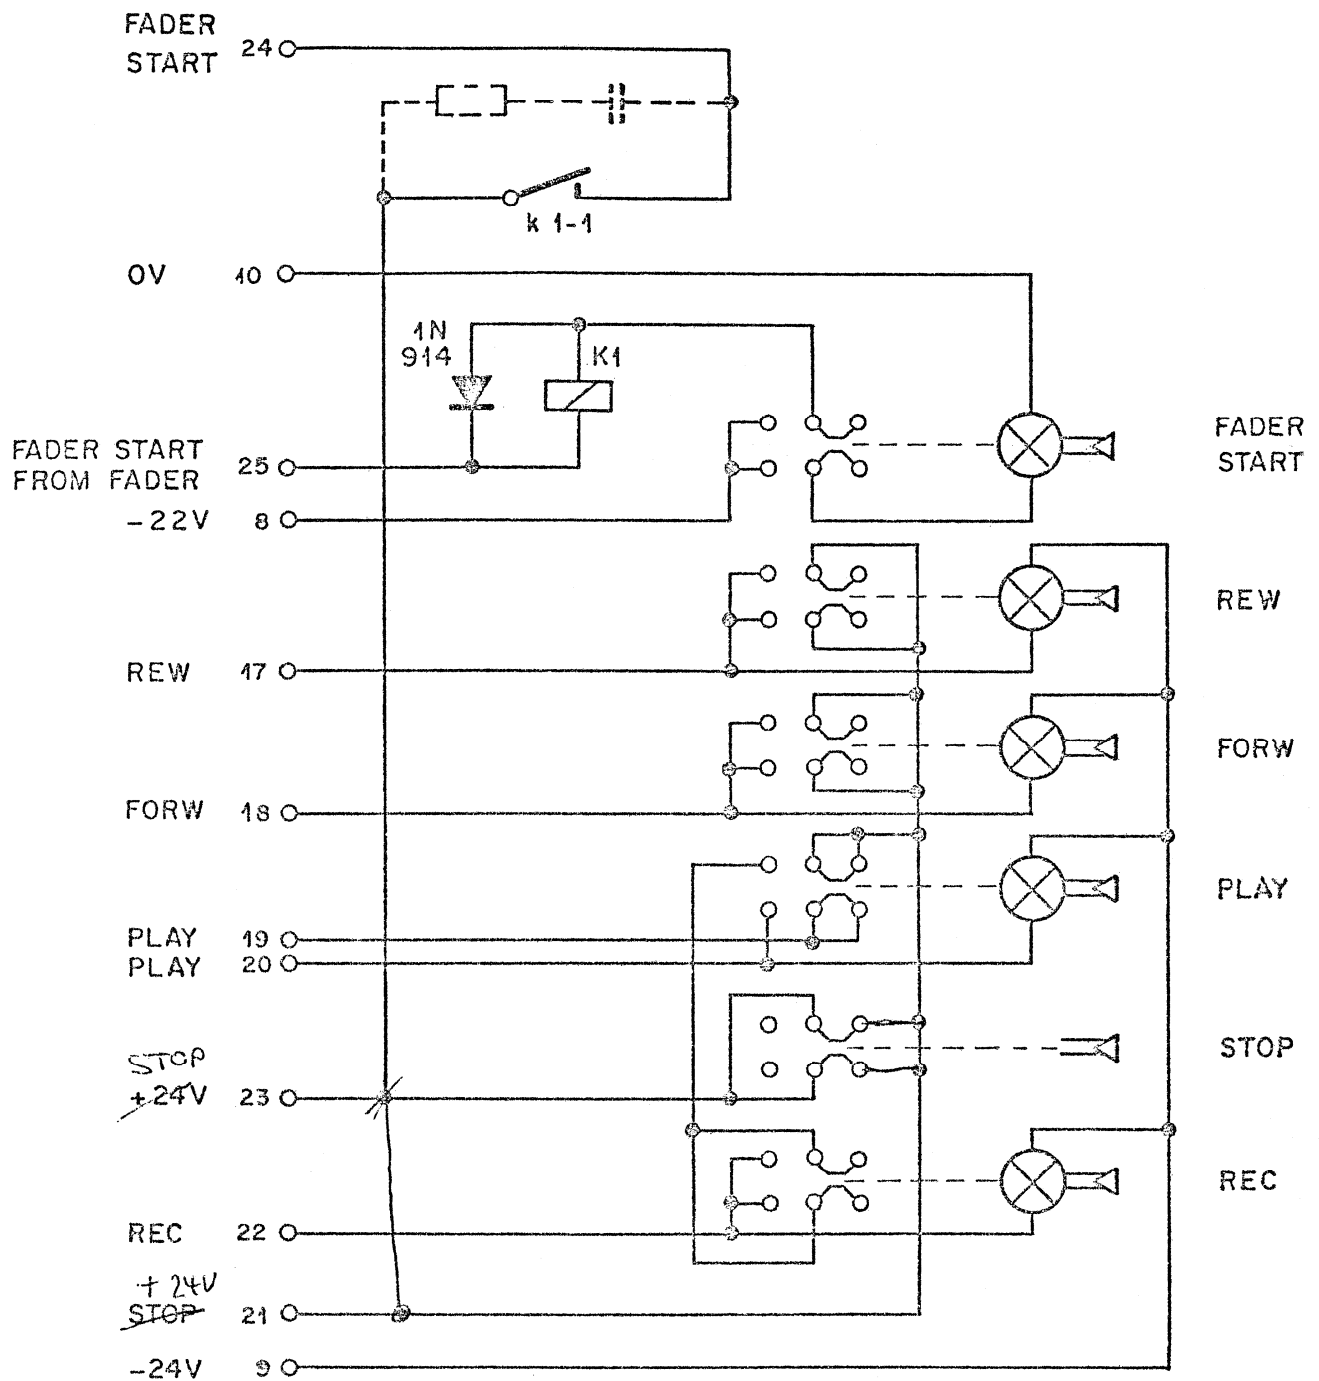 FADER
START 24
k 1-1
0V 10
1N
914 K1
FADER
START
FADER START
FROM FADER 25
-22V 8
REW
REW 17
FORW
FORW 18
PLAY
PLAY 19
PLAY 20
STOP
STOP
+24V 23
REC
REC 22
+24V
STOP 21
-24V 9